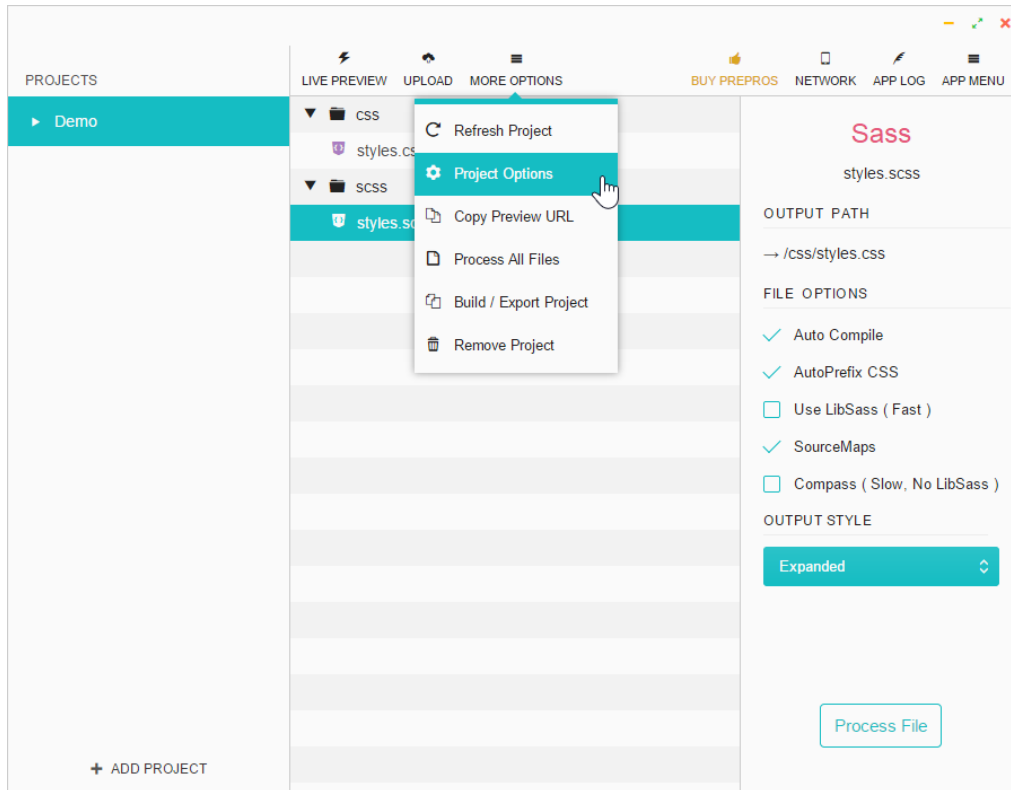 PROJECTS
LIVE PREVIEW
UPLOAD
MORE OPTIONS
BUY PREPROS
NETWORK
APP LOG
APP MENU
Demo
css
styles.cs
scss
styles.sc
Refresh Project
Project Options
Copy Preview URL
Process All Files
Build / Export Project
Remove Project
Sass
styles.scss
OUTPUT PATH
→ /css/styles.css
FILE OPTIONS
Auto Compile
AutoPrefix CSS
Use LibSass ( Fast )
SourceMaps
Compass ( Slow, No LibSass )
OUTPUT STYLE
Expanded
Process File
+ ADD PROJECT